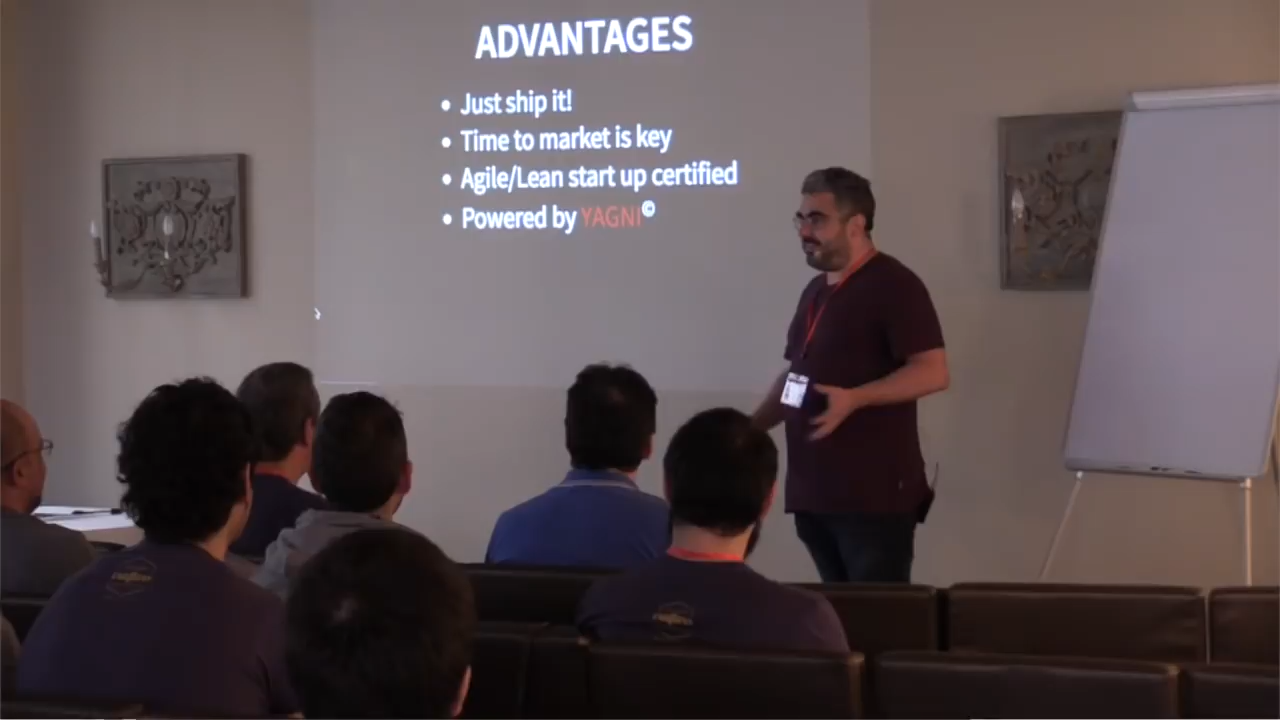 ADVANTAGES
• Just ship it!
• Time to market is key
• Agile/Lean start up certified
• Powered by YAGNI©